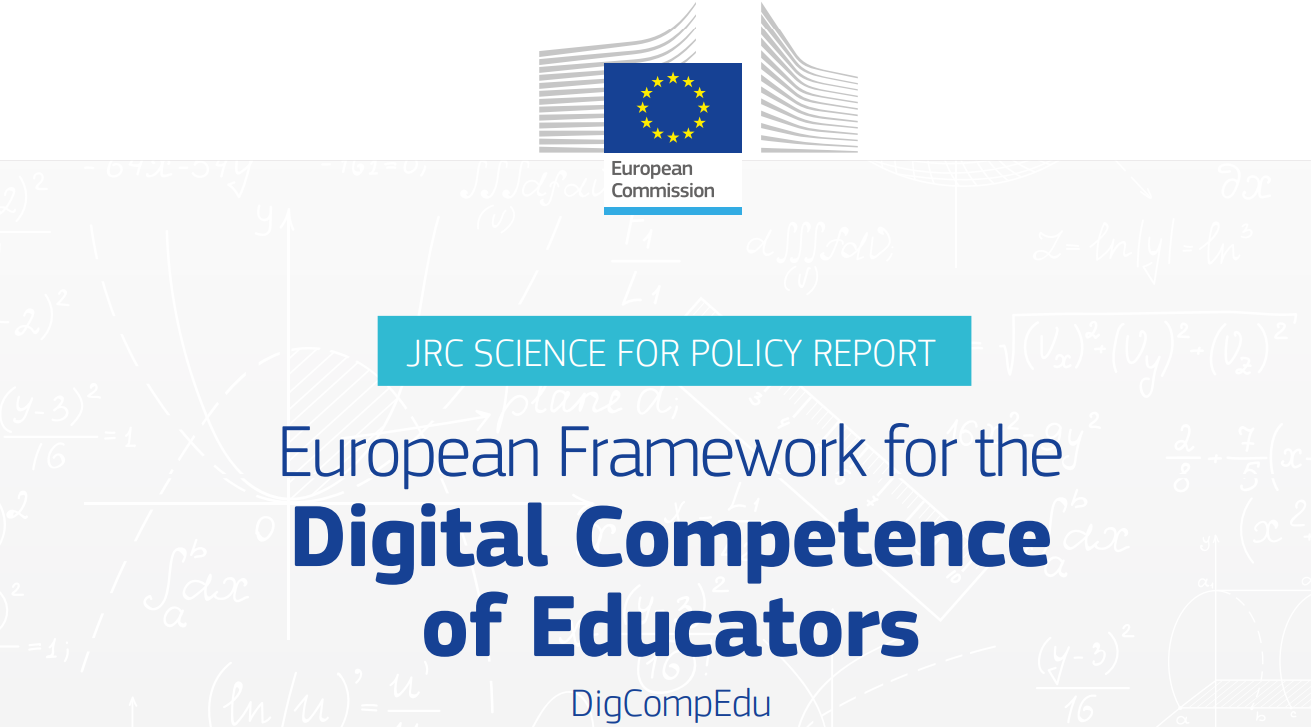 European
Commission
JRC SCIENCE FOR POLICY REPORT
European Framework for the
Digital Competence
of Educators
DigCompEdu